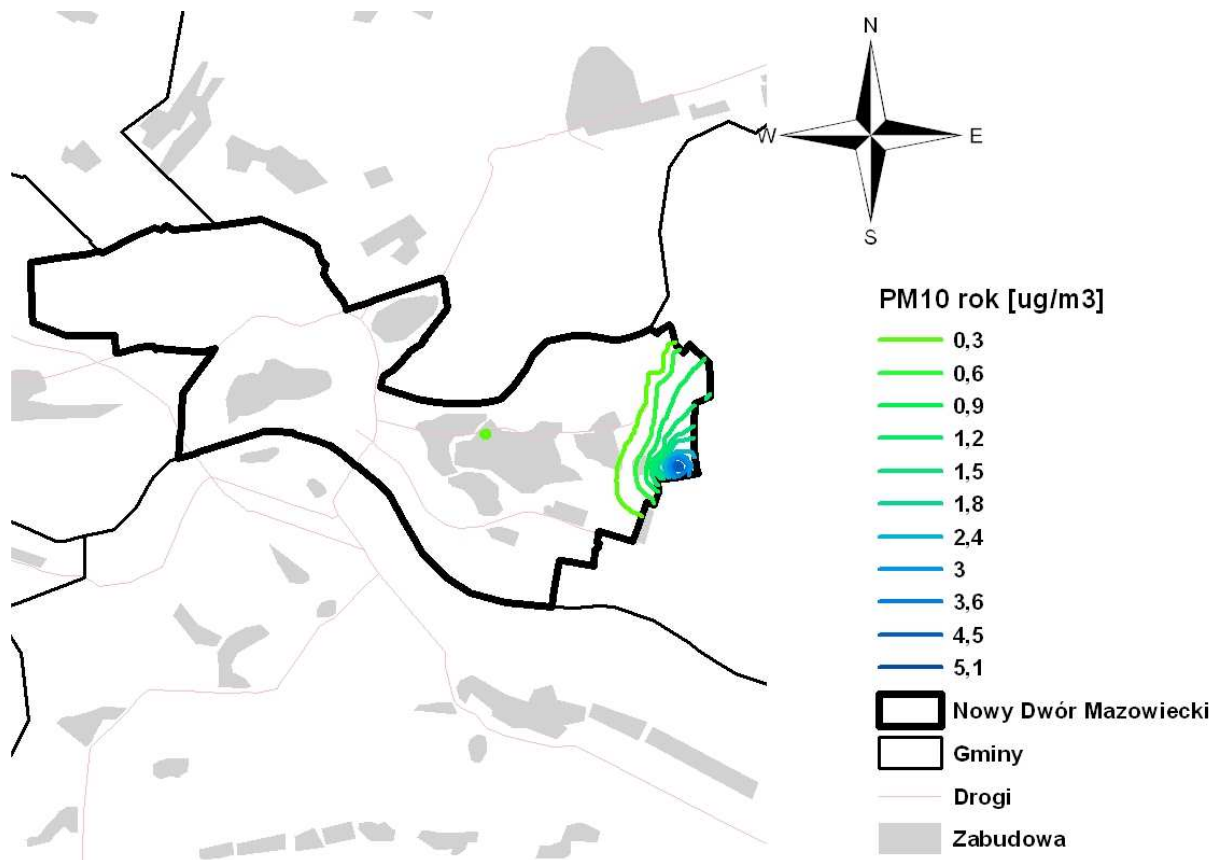 N
W
E
S
PM10 rok [ug/m3]
0,3
0,6
0,9
1,2
1,5
1,8
2,4
3
3,6
4,5
5,1
Nowy Dwór Mazowiecki
Gminy
Drogi
Zabudowa